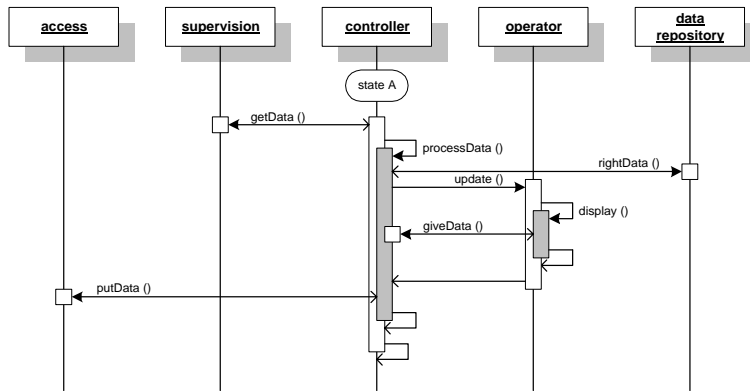 access
supervision
controller
operator
data
repository
state A
getData ()
processData ()
rightData ()
update ()
display ()
giveData ()
putData ()